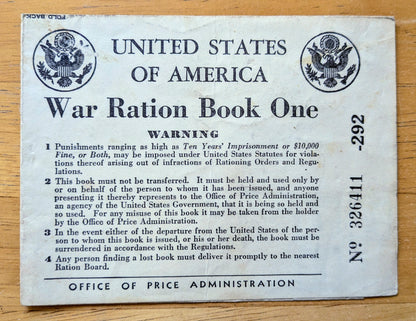 FOLD BACK
UNITED STATES
OF AMERICA
War Ration Book One
WARNING
1 Punishments ranging as high as Ten Years' Imprisonment or $10,000
Fine, or Both, may be imposed under United States Statutes for viola-
tions thereof arising out of infractions of Rationing Orders and Regu-
lations.
2 This book must not be transferred. It must be held and used only by
or on behalf of the person to whom it has been issued, and anyone
presenting it thereby represents to the Office of Price Administration,
an agency of the United States Government, that it is being so held and
so used. For any misuse of this book it may be taken from the holder
by the Office of Price Administration.
3 In the event either of the departure from the United States of the per-
son to whom this book is issued, or his or her death, the book must be
surrendered in accordance with the Regulations.
4 Any person finding a lost book must deliver it promptly to the nearest
Ration Board.
OFFICE OF PRICE ADMINISTRATION
Nº 326411 -292